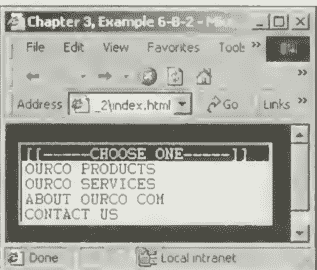 Chapter 3, Example 6-8-2 -
File Edit View Favorites Tools »
»
Address _2\index.html Go Links »
[[-----CHOOSE ONE-----]]
OURCO PRODUCTS
OURCO SERVICES
ABOUT OURCO COM
CONTACT US
Done Local intranet